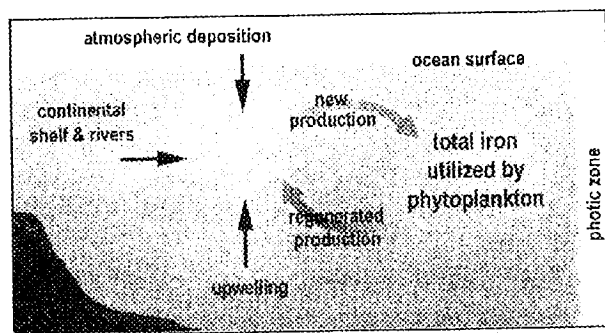 atmospheric deposition
ocean surface
continental
shelf & rivers
new
production
total iron
utilized by
phytoplankton
regenerated
production
upwelling
photic zone